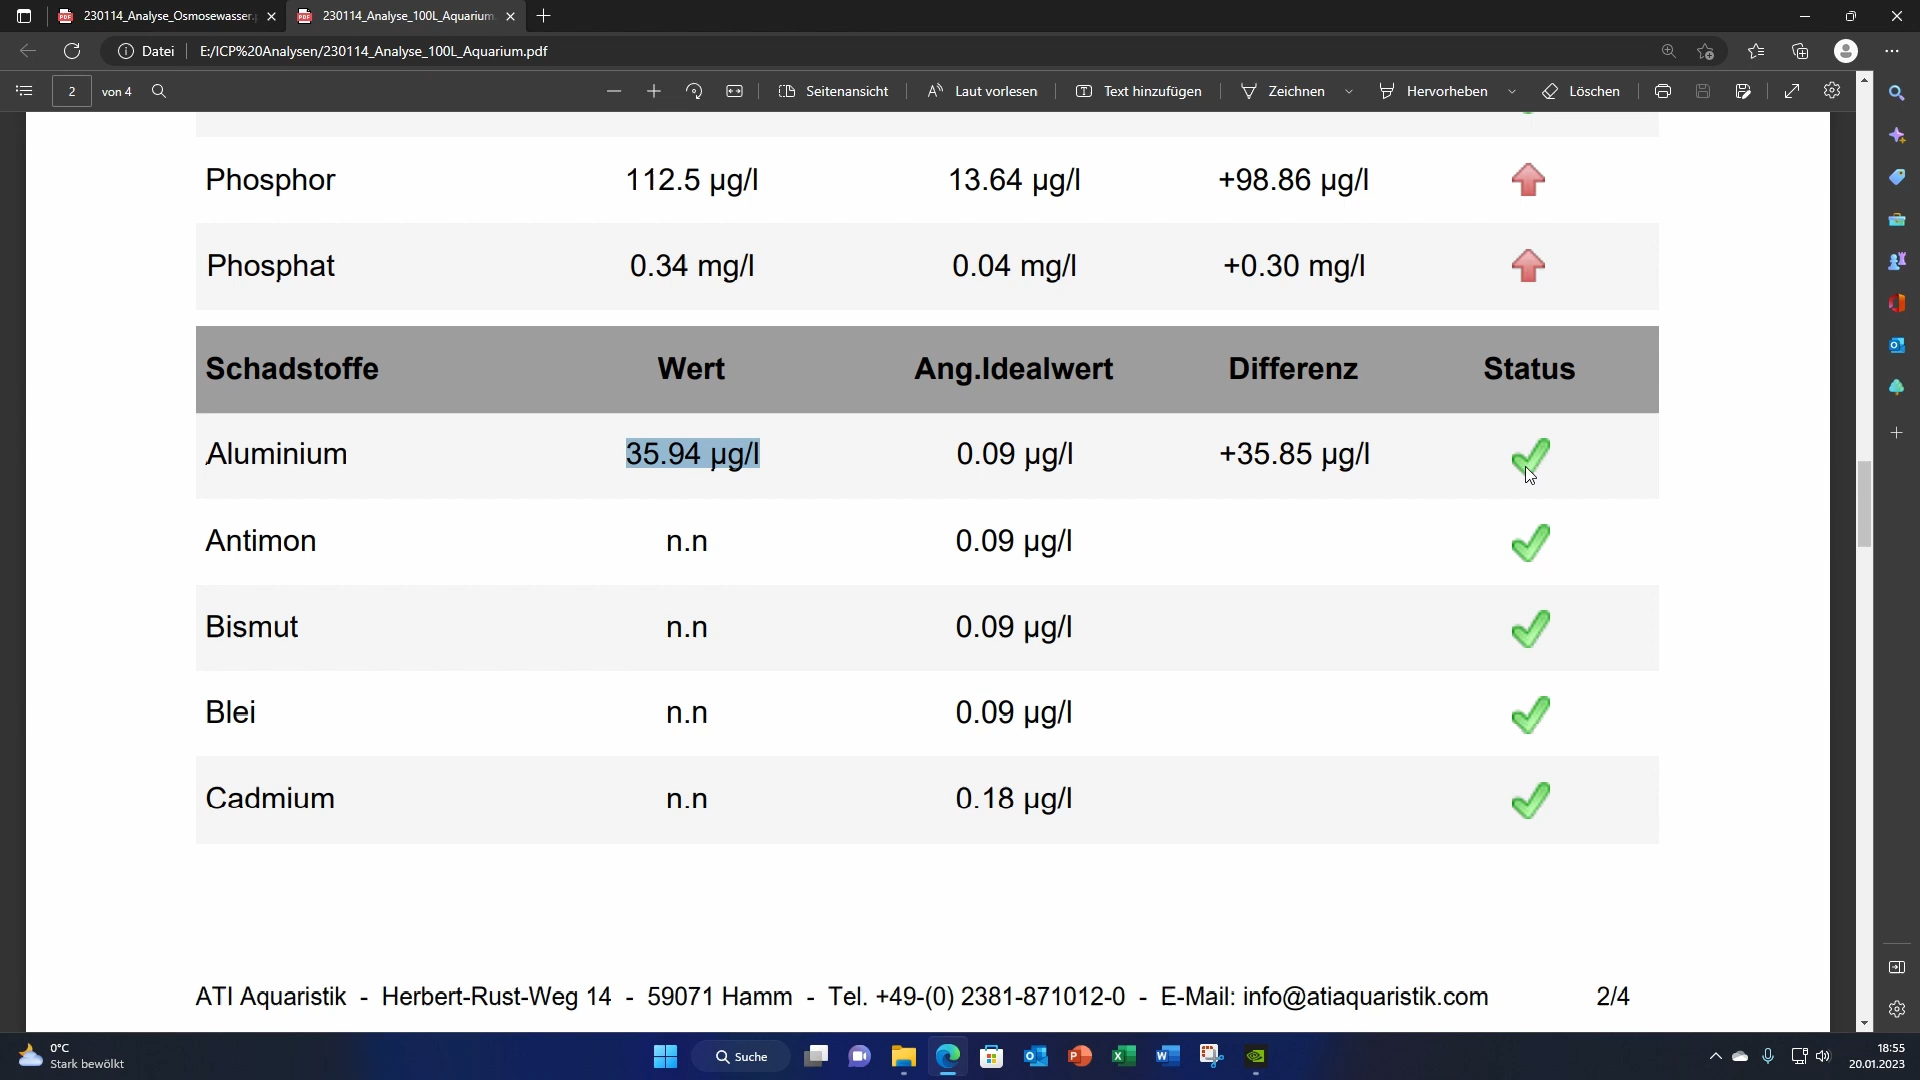 230114_Analyse_Osmosewasser.
230114_Analyse_100L_Aquarium
Datei
E:/ICP%20Analysen/230114_Analyse_100L_Aquarium.pdf
2 von 4
Seitenansicht
Laut vorlesen
Text hinzufügen
Zeichnen
Hervorheben
Löschen
Phosphor 112.5 µg/l 13.64 µg/l +98.86 µg/l
Phosphat 0.34 mg/l 0.04 mg/l +0.30 mg/l
Schadstoffe Wert Ang.Idealwert Differenz Status
Aluminium 35.94 µg/l 0.09 µg/l +35.85 µg/l
Antimon n.n 0.09 µg/l
Bismut n.n 0.09 µg/l
Blei n.n 0.09 µg/l
Cadmium n.n 0.18 µg/l
ATI Aquaristik - Herbert-Rust-Weg 14 - 59071 Hamm - Tel. +49-(0) 2381-871012-0 - E-Mail: info@atiaquaristik.com 2/4
0°C
Stark bewölkt
Suche
18:55
20.01.2023